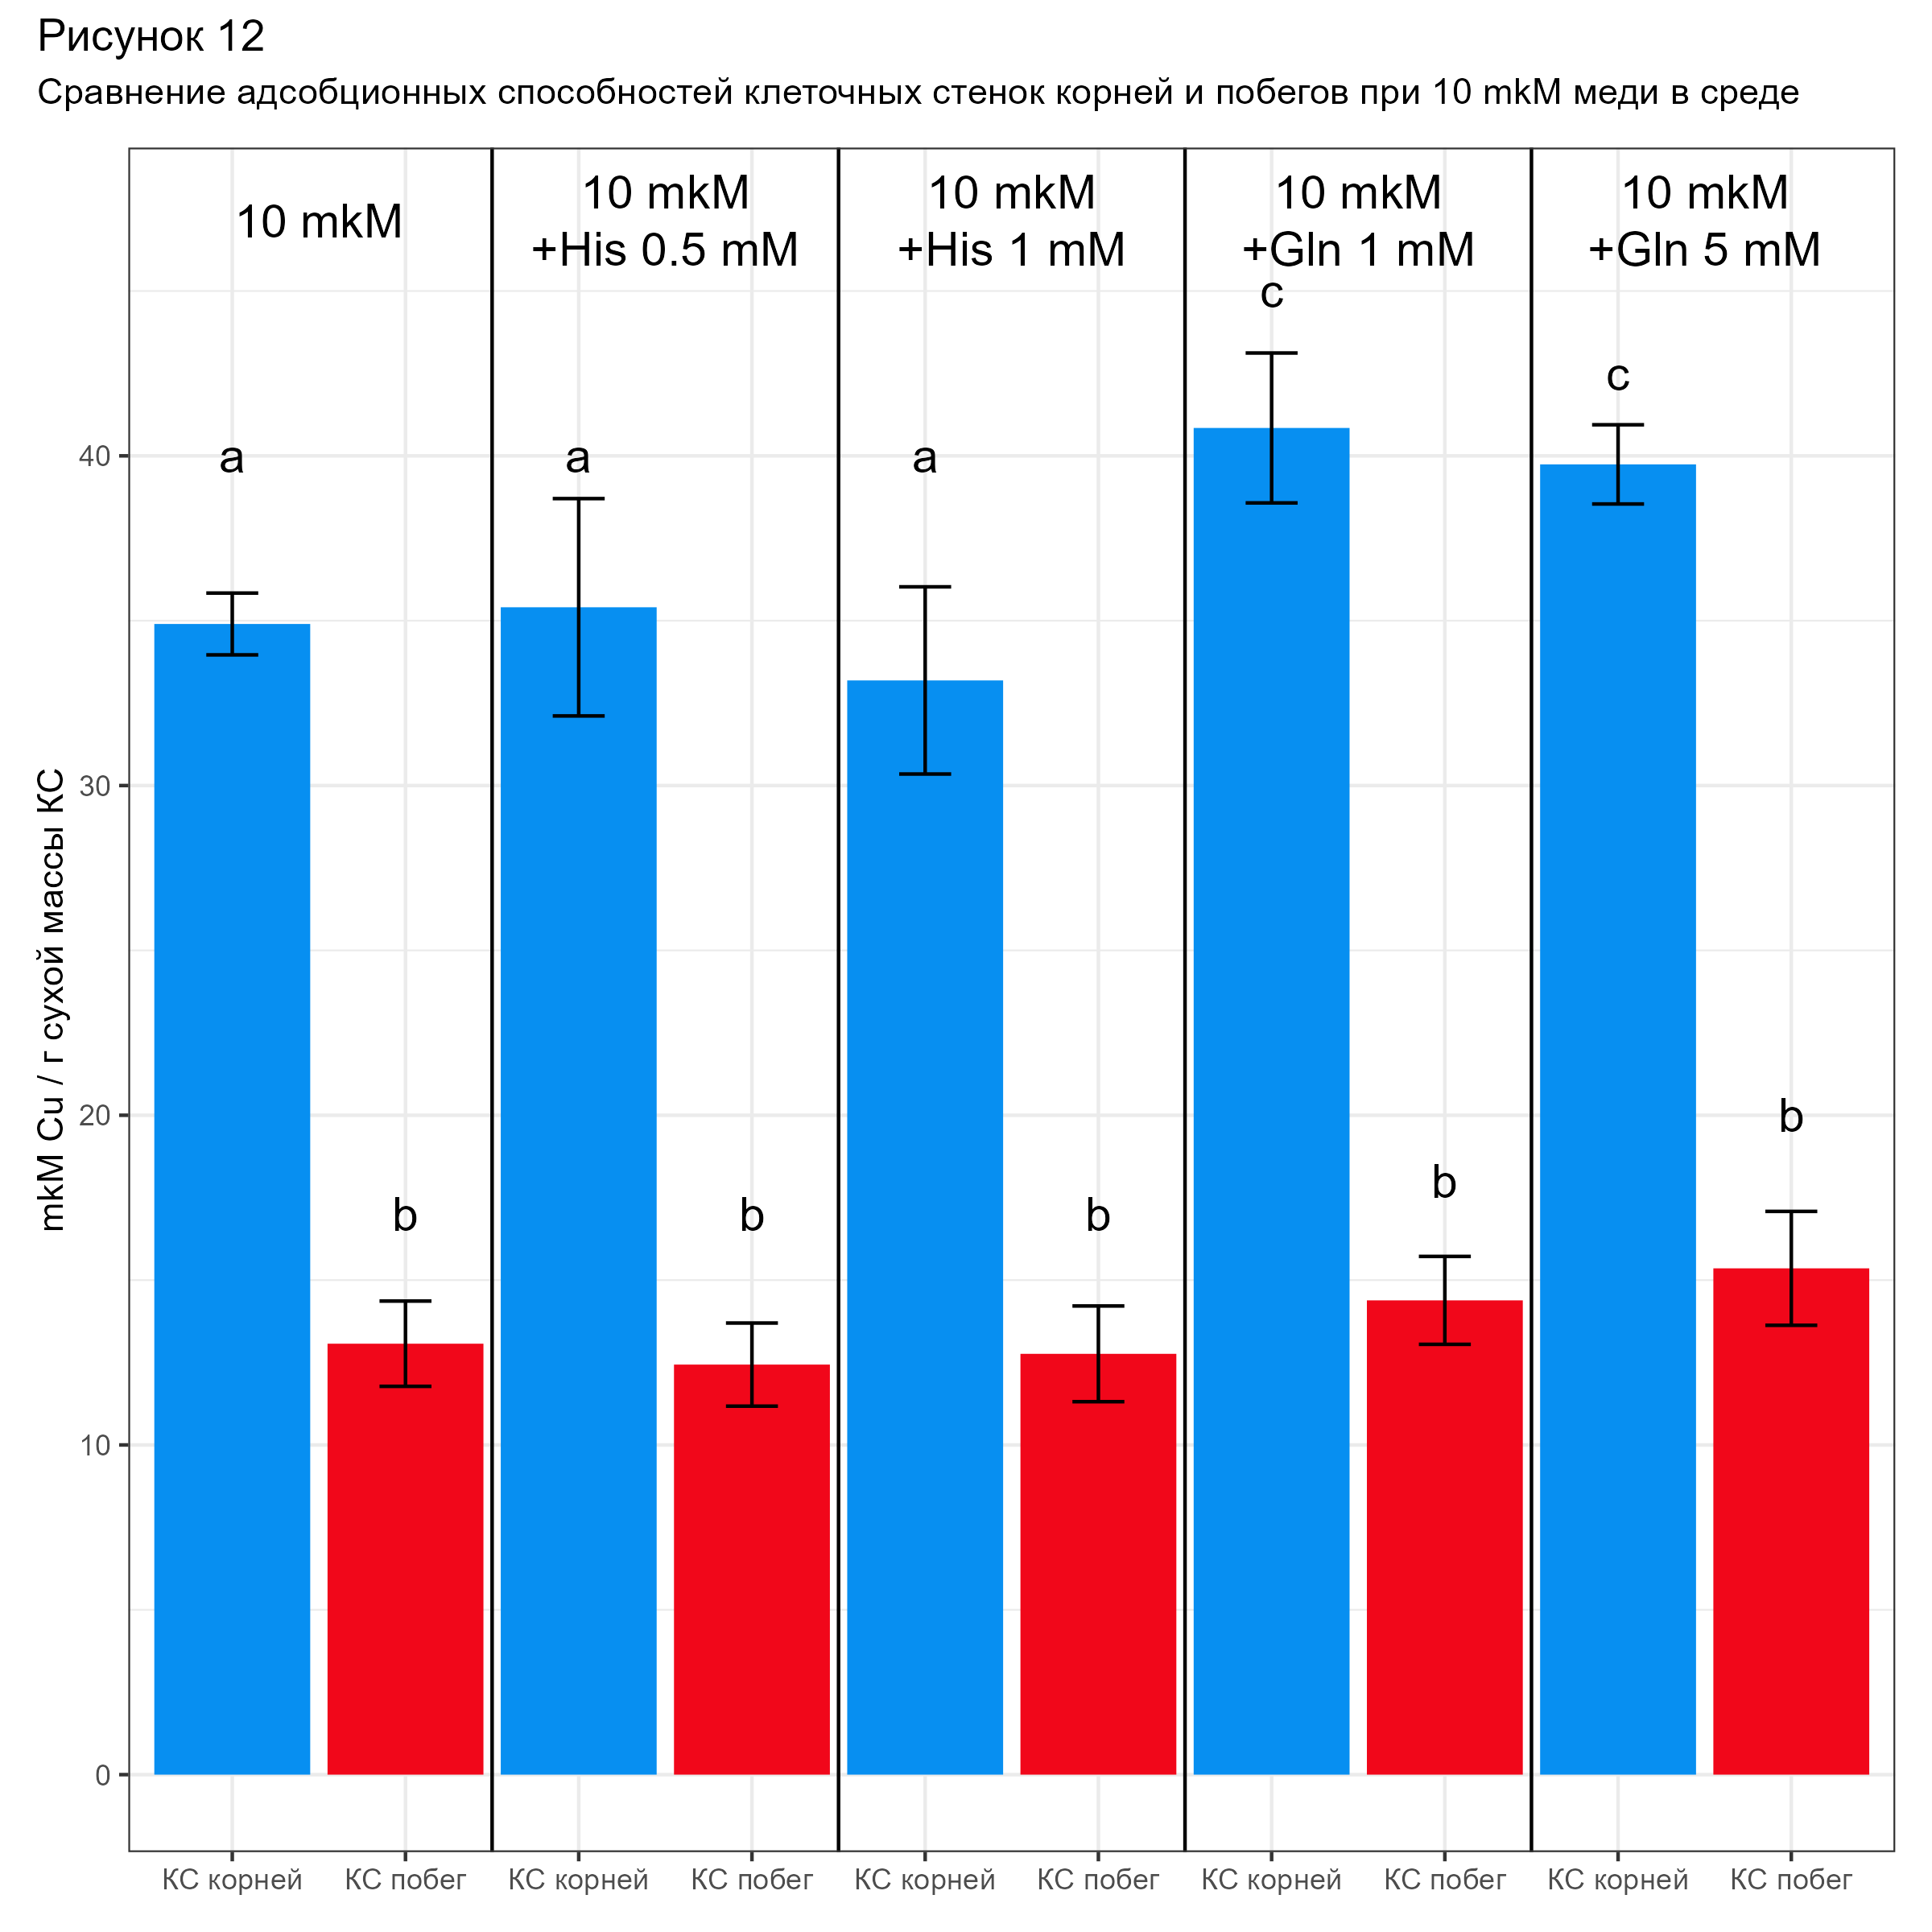 Рисунок 12
Сравнение адсобционных способностей клеточных стенок корней и побегов при 10 mkM меди в среде
10 mkM
10 mkM
+His 0.5 mM
10 mkM
+His 1 mM
10 mkM
+Gln 1 mM
10 mkM
+Gln 5 mM
c
c
a
a
a
b
b
b
b
b
mkM Cu / г сухой массы КС
40
30
20
10
0
КС корней
КС побег
КС корней
КС побег
КС корней
КС побег
КС корней
КС побег
КС корней
КС побег